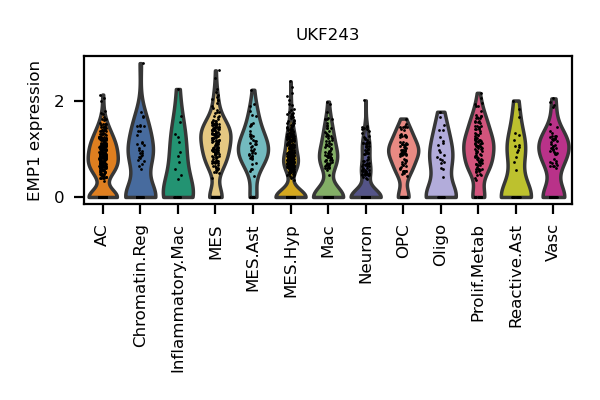 UKF243
EMP1 expression
2
0
AC
Chromatin.Reg
Inflammatory.Mac
MES
MES.Ast
MES.Hyp
Mac
Neuron
OPC
Oligo
Prolif.Metab
Reactive.Ast
Vasc